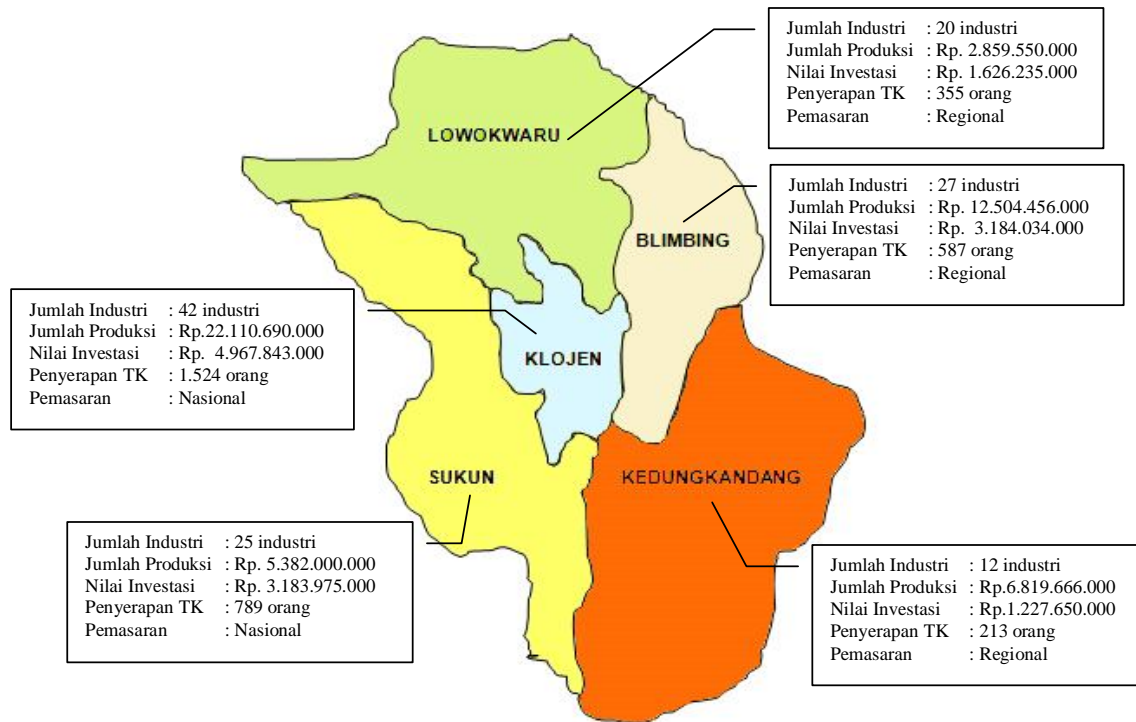 Jumlah Industri : 20 industri
Jumlah Produksi : Rp. 2.859.550.000
Nilai Investasi : Rp. 1.626.235.000
Penyerapan TK : 355 orang
Pemasaran : Regional
LOWOKWARU
Jumlah Industri : 27 industri
Jumlah Produksi : Rp. 12.504.456.000
Nilai Investasi : Rp. 3.184.034.000
Penyerapan TK : 587 orang
Pemasaran : Regional
BLIMBING
Jumlah Industri : 42 industri
Jumlah Produksi : Rp.22.110.690.000
Nilai Investasi : Rp. 4.967.843.000
Penyerapan TK : 1.524 orang
Pemasaran : Nasional
KLOJEN
SUKUN
KEDUNGKANDANG
Jumlah Industri : 25 industri
Jumlah Produksi : Rp. 5.382.000.000
Nilai Investasi : Rp. 3.183.975.000
Penyerapan TK : 789 orang
Pemasaran : Nasional
Jumlah Industri : 12 industri
Jumlah Produksi : Rp.6.819.666.000
Nilai Investasi : Rp.1.227.650.000
Penyerapan TK : 213 orang
Pemasaran : Regional